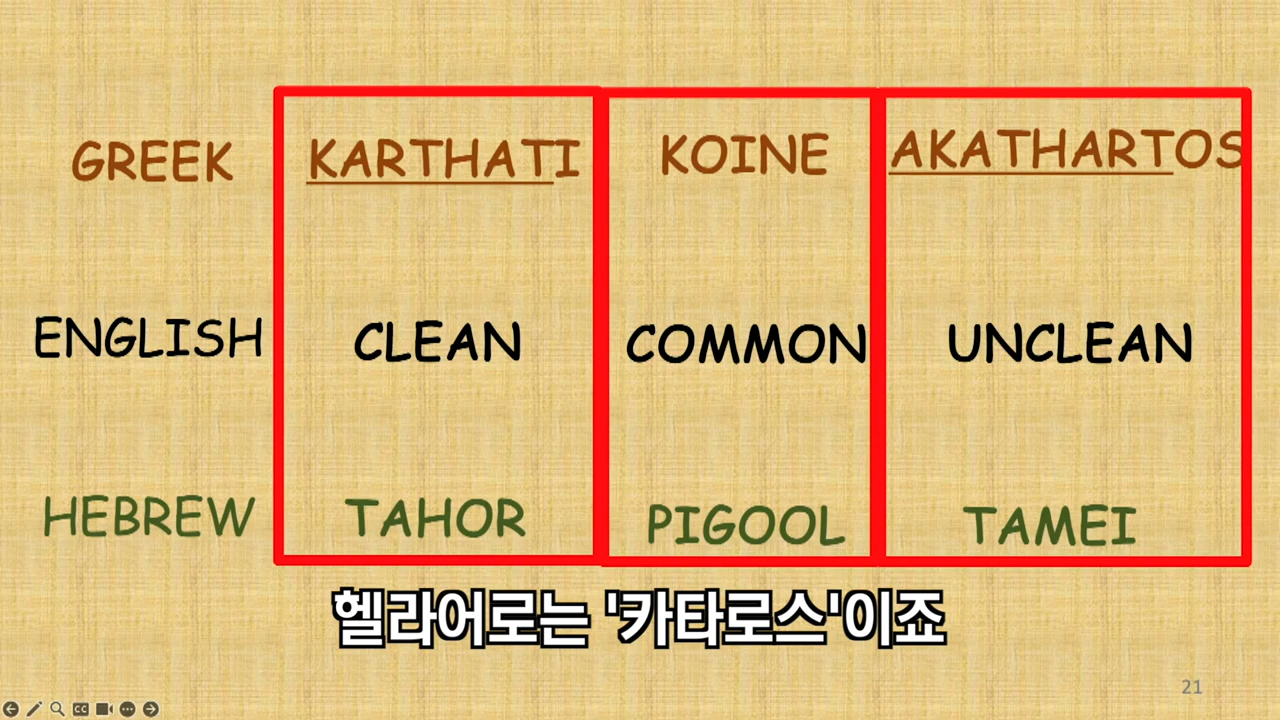 GREEK KARTHATI KOINE AKATHARTOS
ENGLISH CLEAN COMMON UNCLEAN
HEBREW TAHOR PIGOOL TAMEI
헬라어로는 '카타로스'이죠
21
CC